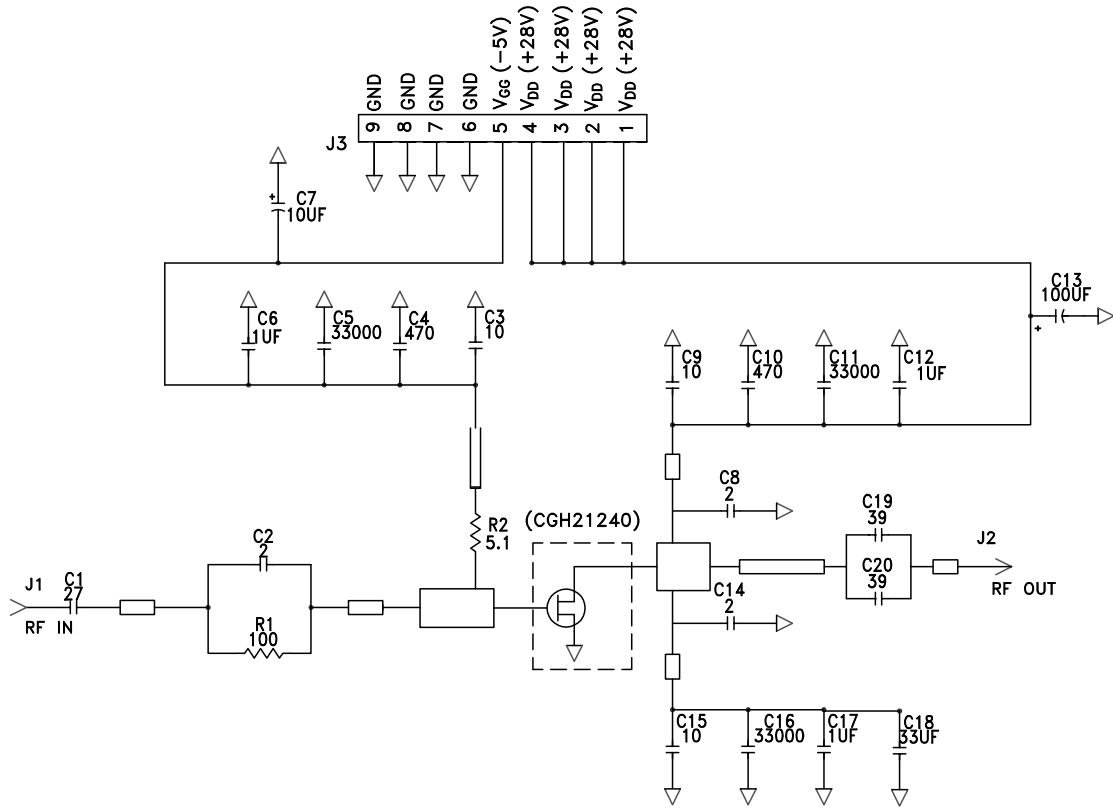 GND
GND
GND
GND
VGG (-5V)
VDD (+28V)
VDD (+28V)
VDD (+28V)
VDD (+28V)
J3
9
8
7
6
5
4
3
2
1
+
C7
10UF
C6
1UF
C5
33000
C4
470
C3
10
C13
100UF
+
C9
10
C10
470
C11
33000
C12
1UF
C8
2
C19
39
R2
5.1
(CGH21240)
C2
2
J2
C20
39
RF OUT
J1
C1
27
RF IN
C14
2
R1
100
C15
10
C16
33000
C17
1UF
C18
33UF